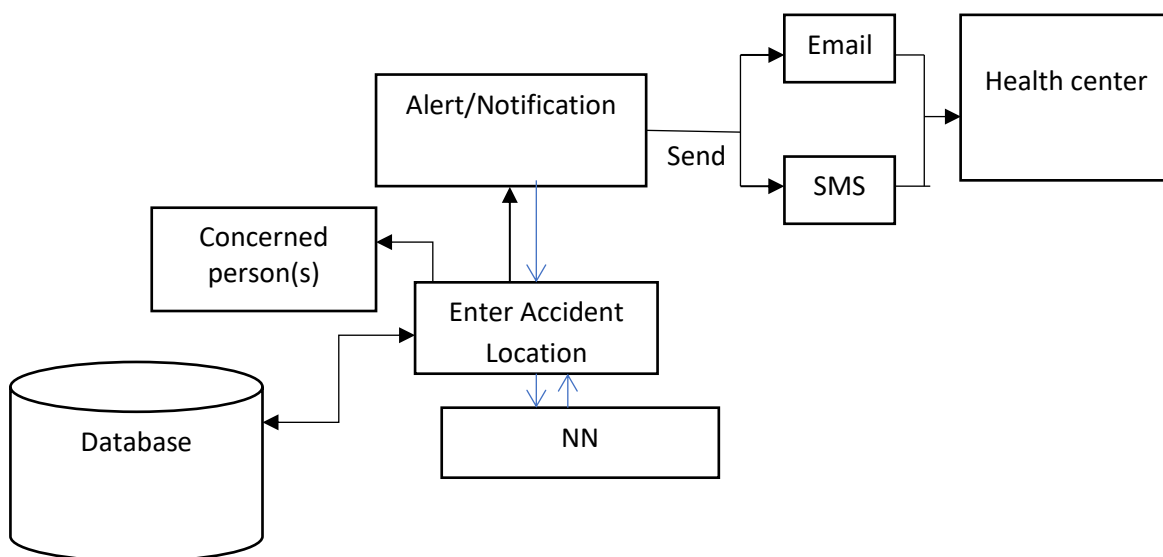 Email
Health center
Alert/Notification
Send
SMS
Concerned
person(s)
Enter Accident
Location
Database
NN